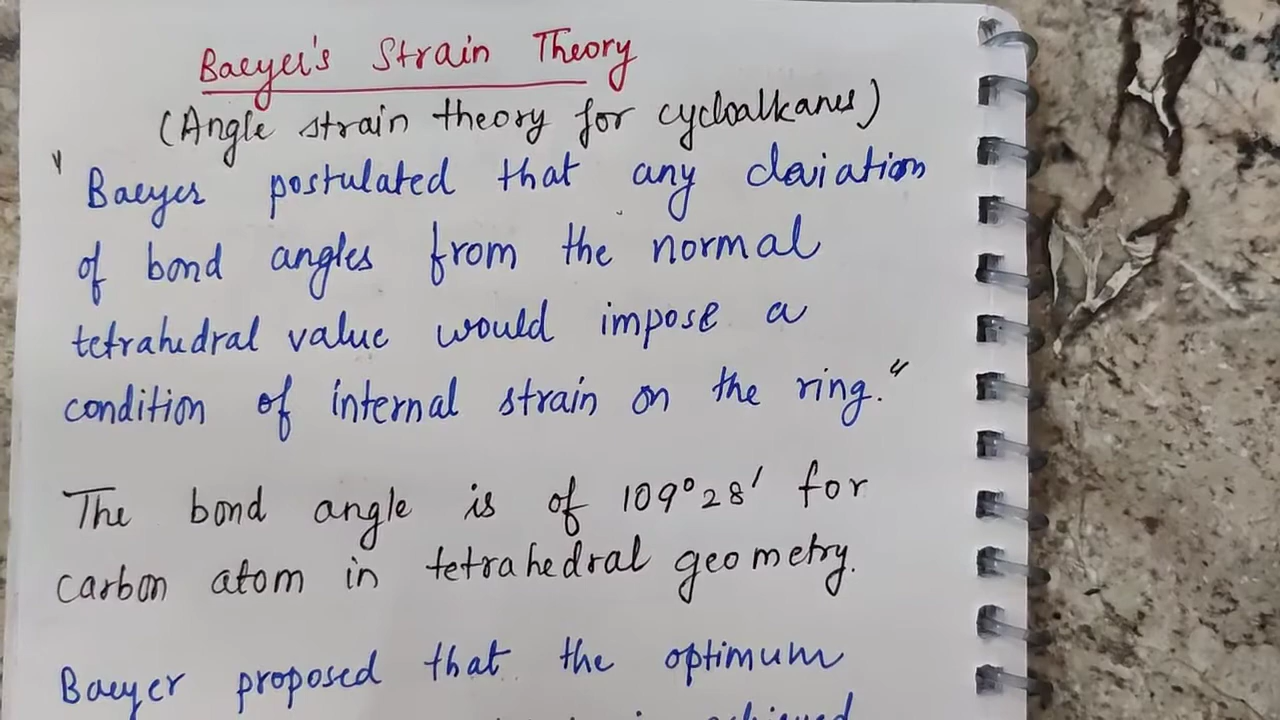 Baeyer's Strain Theory
(Angle strain theory for cycloalkanes)
" Baeyer postulated that any deviation
of bond angles from the normal
tetrahedral value would impose a
condition of internal strain on the ring."
The bond angle is of 109°28' for
carbon atom in tetrahedral geometry.
Baeyer proposed that the optimum
achieved